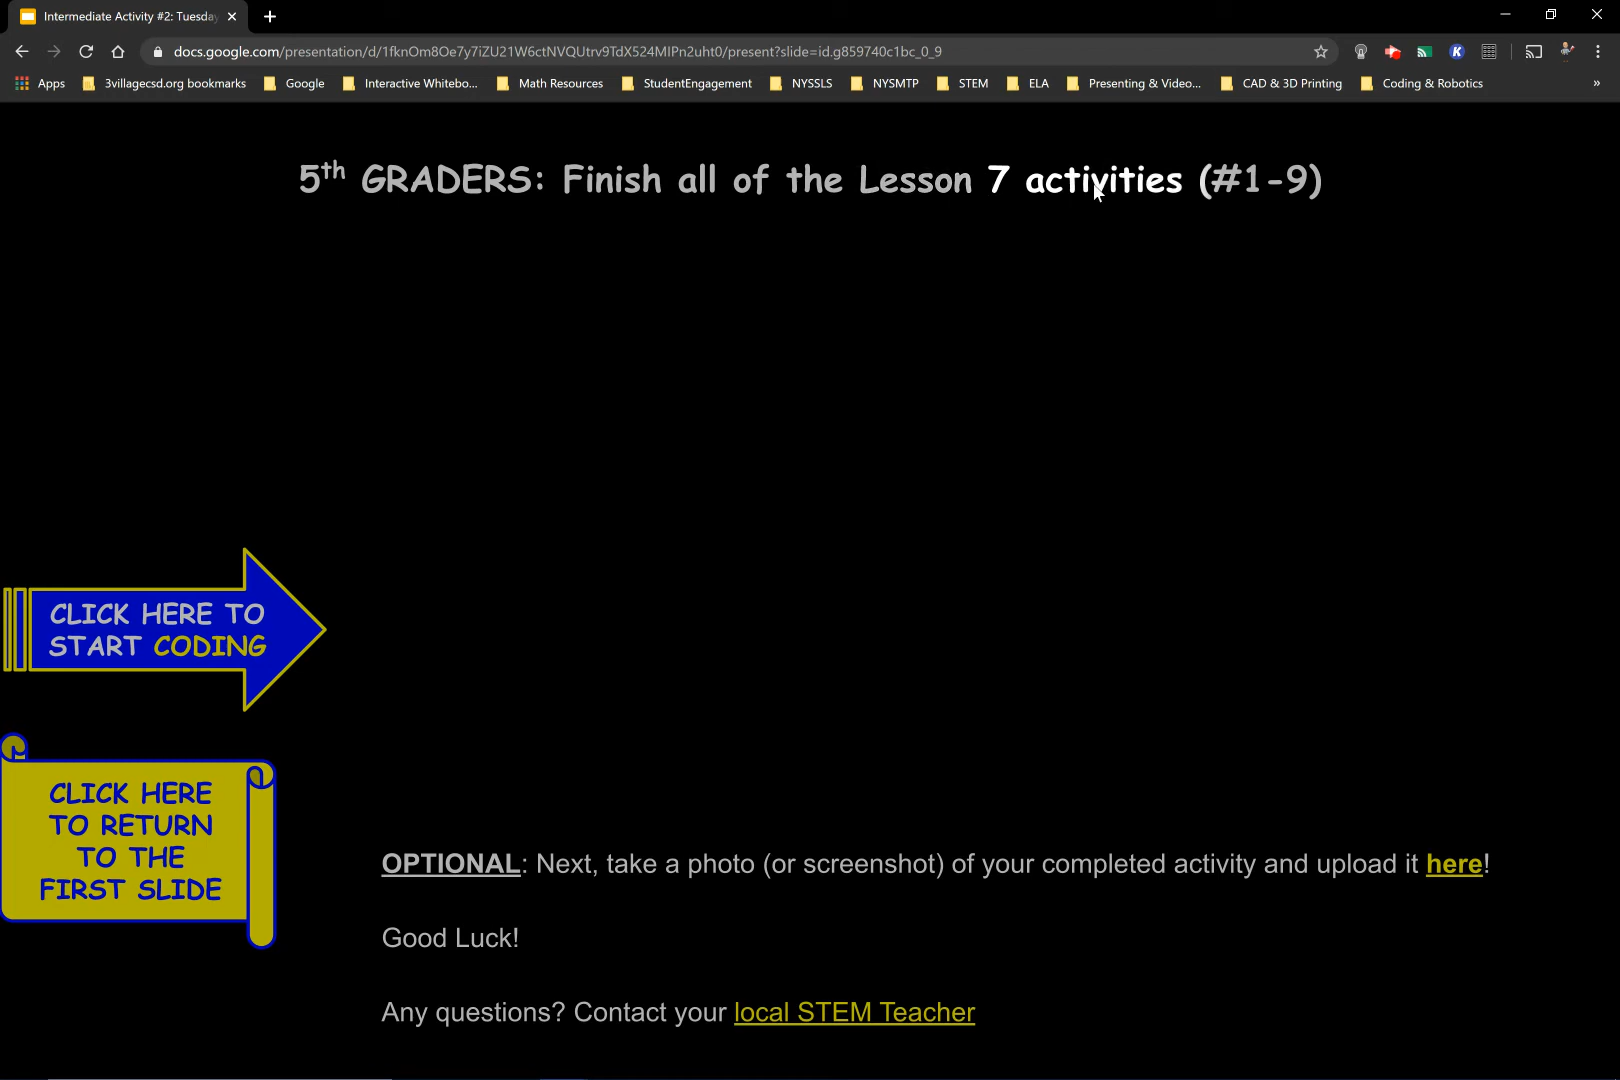 Intermediate Activity #2: Tuesday
docs.google.com/presentation/d/1fknOm8Oe7y7iZU21W6ctNVQUtrv9TdX524MIPn2uht0/present?slide=id.g859740c1bc_0_9
Apps 3villagecsd.org bookmarks Google Interactive Whitebo... Math Resources StudentEngagement NYSSLS NYSMTP STEM ELA Presenting & Video... CAD & 3D Printing Coding & Robotics »
5th GRADERS: Finish all of the Lesson 7 activities (#1-9)
CLICK HERE TO
START CODING
CLICK HERE
TO RETURN
TO THE
FIRST SLIDE
OPTIONAL: Next, take a photo (or screenshot) of your completed activity and upload it here!
Good Luck!
Any questions? Contact your local STEM Teacher